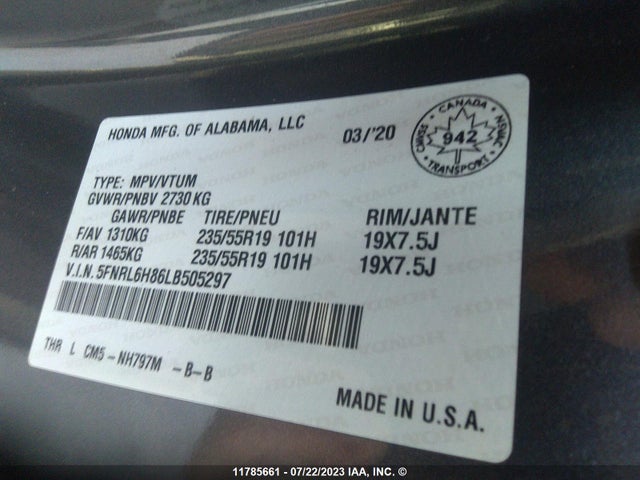 HONDA MFG. OF ALABAMA, LLC 03/'20
CANADA
CMVSS 942 NSVAC
TRANSPORT
TYPE: MPV/VTUM
GVWR/PNBV 2730 KG
GAWR/PNBE TIRE/PNEU RIM/JANTE
F/AV 1310KG 235/55R19 101H 19X7.5J
R/AR 1465KG 235/55R19 101H 19X7.5J
V.I.N. 5FNRL6H86LB505297
THR L CM5-NH797M -B-B
MADE IN U.S.A.
11785661 - 07/22/2023 IAA, INC. ©